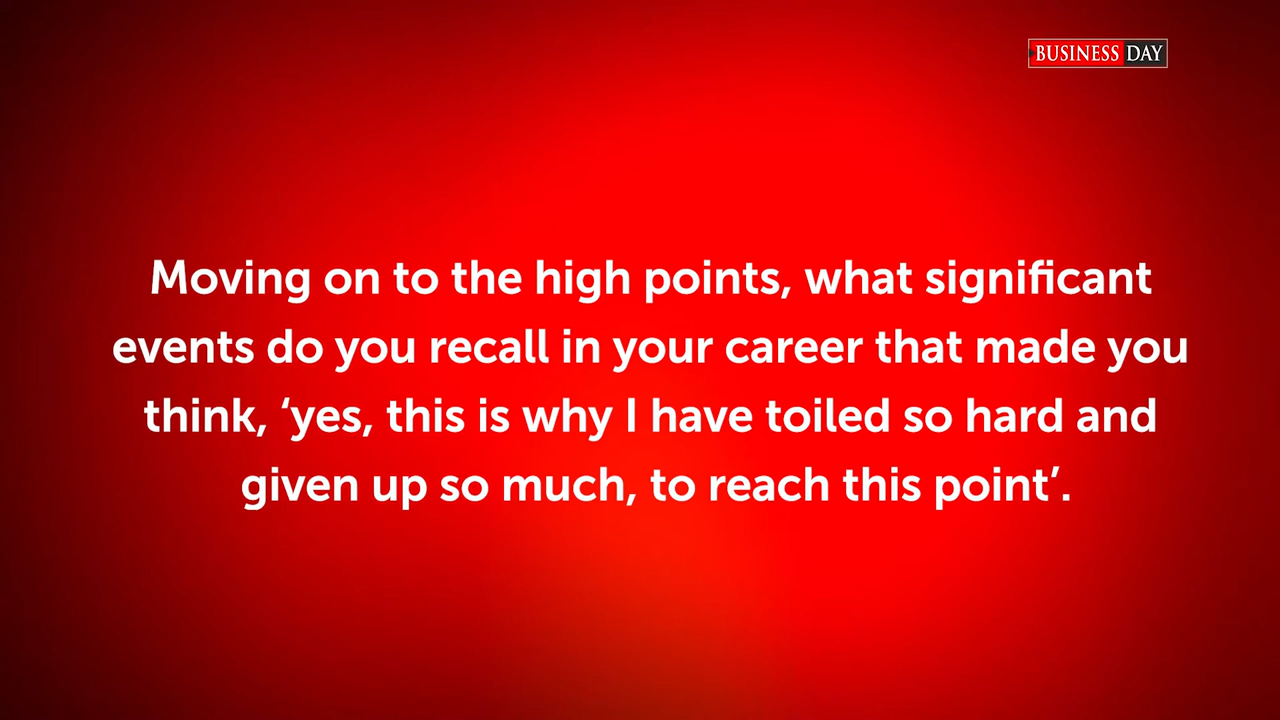 BUSINESS DAY
Moving on to the high points, what significant
events do you recall in your career that made you
think, ‘yes, this is why I have toiled so hard and
given up so much, to reach this point’.